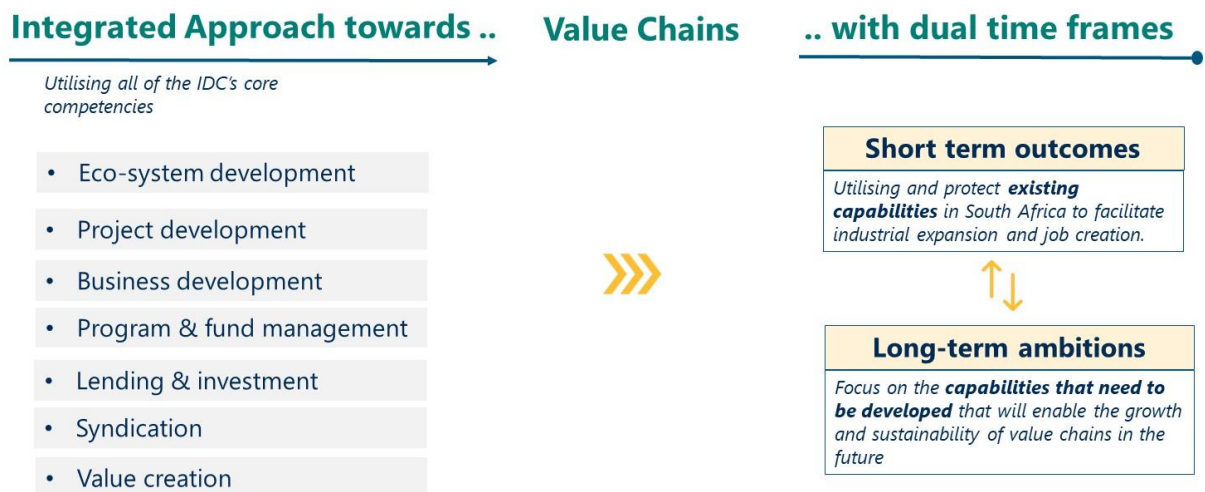 Integrated Approach towards ..
Utilising all of the IDC's core
competencies
• Eco-system development
• Project development
• Business development
• Program & fund management
• Lending & investment
• Syndication
• Value creation
Value Chains
.. with dual time frames
Short term outcomes
Utilising and protect existing
capabilities in South Africa to facilitate
industrial expansion and job creation.
Long-term ambitions
Focus on the capabilities that need to
be developed that will enable the growth
and sustainability of value chains in the
future